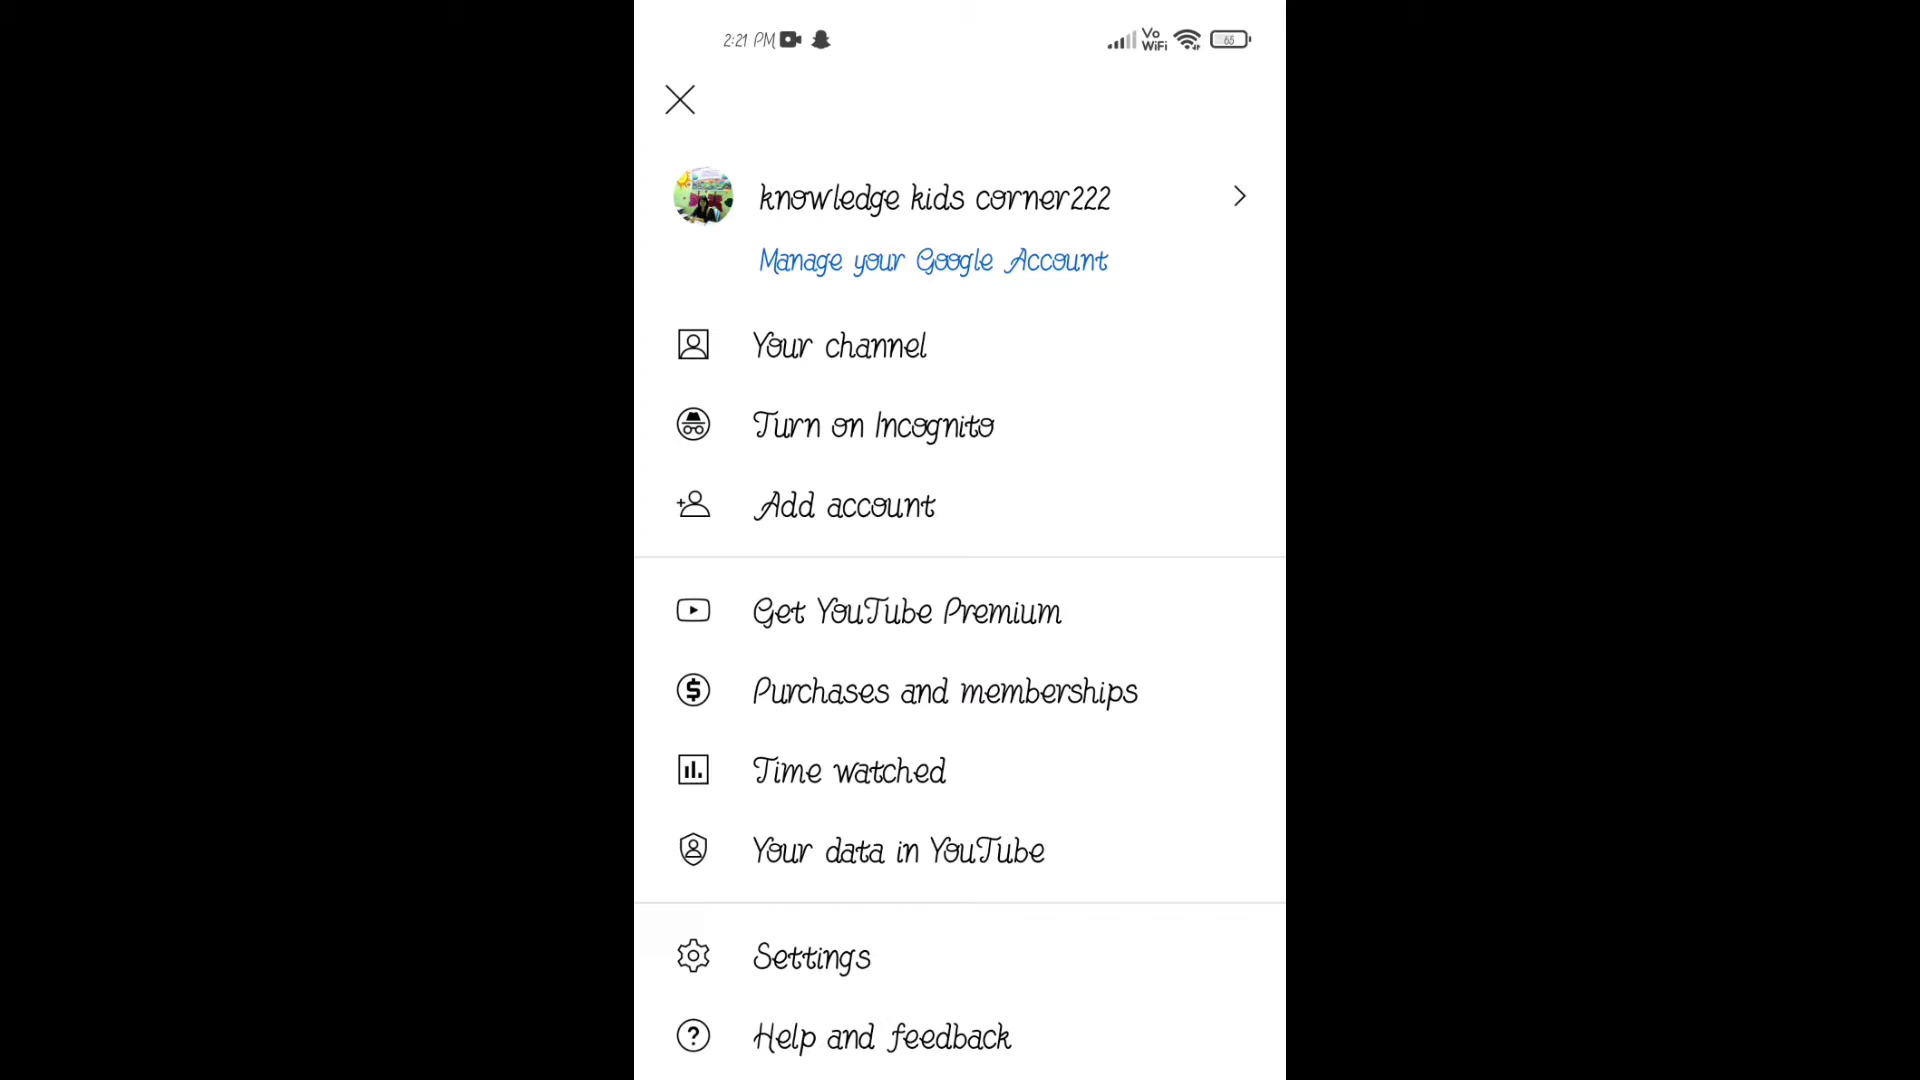 2:21 PM
Vo
WiFi
65
knowledge kids corner222
Manage your Google Account
Your channel
Turn on Incognito
Add account
Get YouTube Premium
Purchases and memberships
Time watched
Your data in YouTube
Settings
Help and feedback